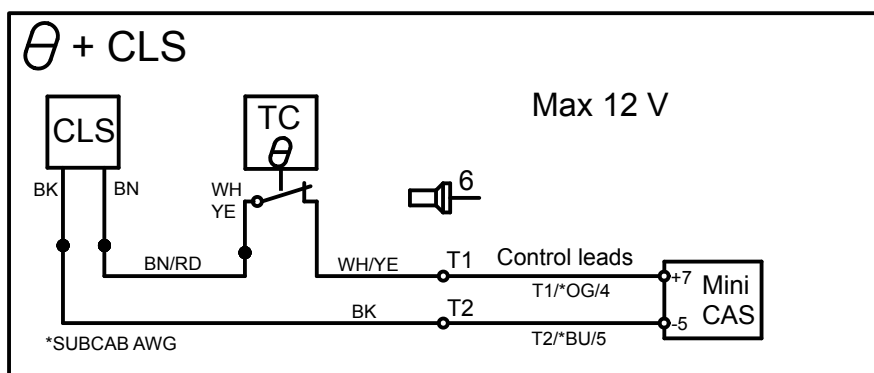 θ + CLS
Max 12 V
CLS
TC
θ
BK
BN
WH
YE
6
BN/RD
WH/YE
T1
Control leads
T1/*OG/4
+7
Mini
CAS
-5
BK
T2
T2/*BU/5
*SUBCAB AWG